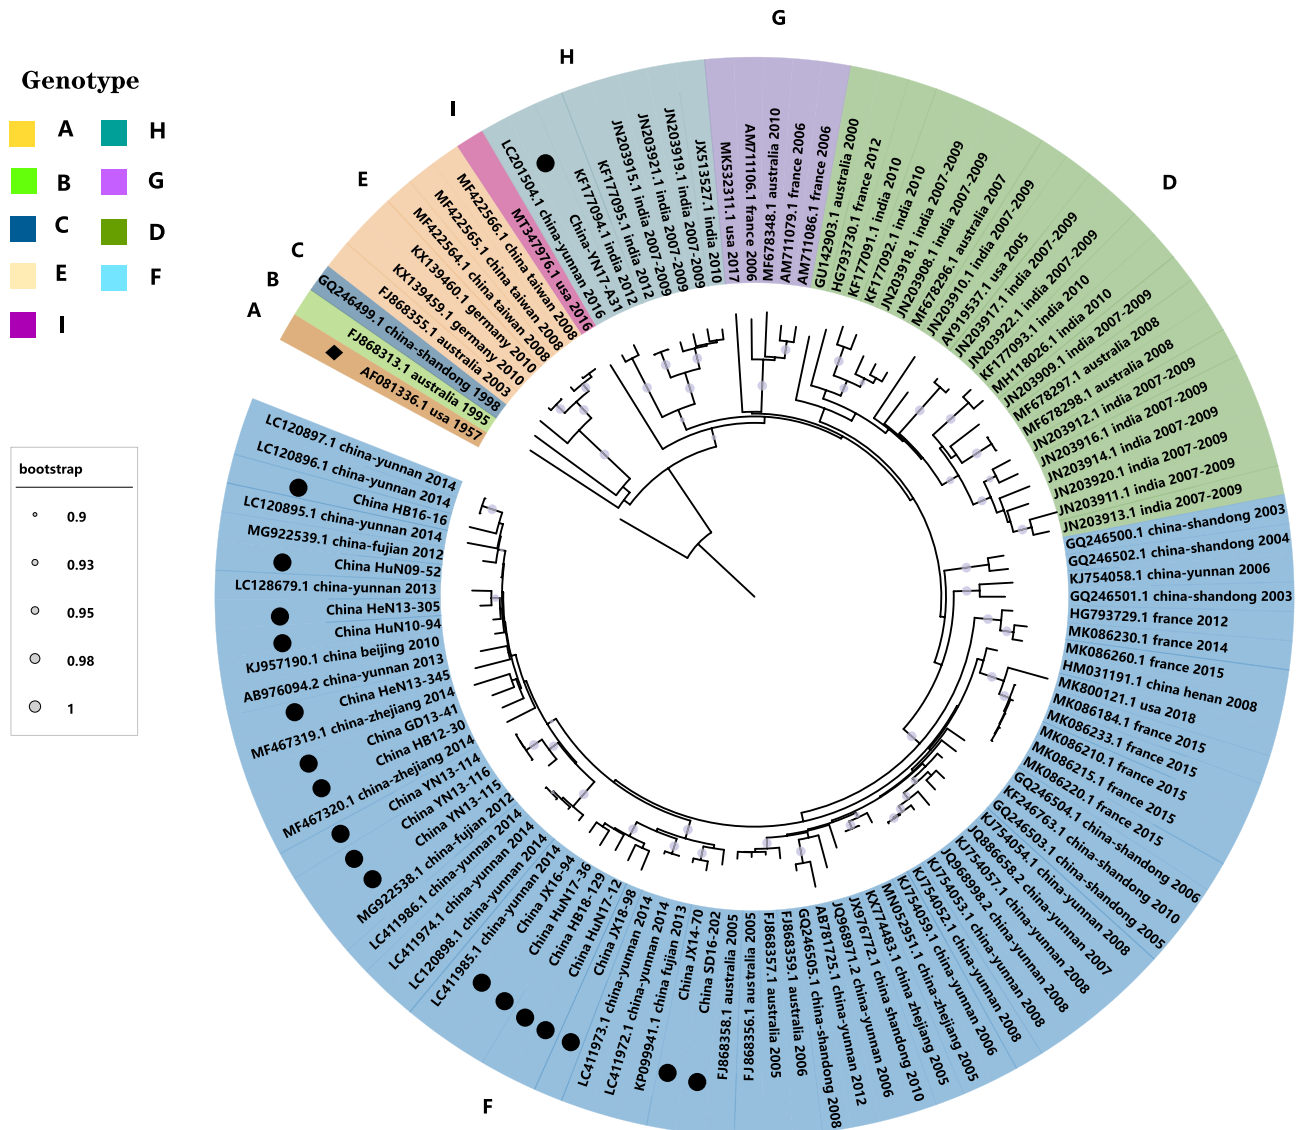 Genotype
A
H
B
G
C
D
E
F
I
bootstrap
0.9
0.93
0.95
0.98
1
A
B
C
E
I
H
G
D
F
AF081336.1 usa 1957
FJ868313.1 australia 1995
GQ246499.1 china-shandong 1998
FJ868355.1 australia 2003
KX139459.1 germany 2010
KX139460.1 germany 2010
MF422564.1 china taiwan 2008
MF422565.1 china taiwan 2008
MF422566.1 china taiwan 2008
MT347976.1 usa 2016
LC201504.1 china yunnan 2016
China-YN17-A31
KF177094.1 india 2012
KF177095.1 india 2012
JN203915.1 india 2007-2009
JN203921.1 india 2007-2009
JN203919.1 india 2007-2009
JX513527.1 india 2010
MK532311.1 usa 2017
AM711106.1 france 2006
MF678348.1 australia 2010
AM711079.1 france 2006
AM711086.1 france 2006
GU142903.1 australia 2000
HG793730.1 france 2012
KF177091.1 india 2010
KF177092.1 india 2010
JN203918.1 india 2007-2009
JN203908.1 india 2007-2009
MF678296.1 australia 2007
JN203910.1 india 2007-2009
AY919537.1 usa 2005
JN203917.1 india 2007-2009
JN203922.1 india 2007-2009
KF177093.1 india 2010
MH118026.1 india 2010
JN203909.1 india 2007-2009
MF678297.1 australia 2008
MF678298.1 australia 2008
JN203912.1 india 2007-2009
JN203916.1 india 2007-2009
JN203914.1 india 2007-2009
JN203920.1 india 2007-2009
JN203911.1 india 2007-2009
JN203913.1 india 2007-2009
GQ246500.1 china-shandong 2003
GQ246502.1 china-shandong 2004
KJ754058.1 china-yunnan 2006
GQ246501.1 china-shandong 2003
HG793729.1 france 2012
MK086230.1 france 2014
MK086260.1 france 2015
HM031191.1 china henan 2008
MK800121.1 usa 2018
MK086184.1 france 2015
MK086233.1 france 2015
MK086210.1 france 2015
MK086215.1 france 2015
MK086220.1 france 2015
GQ246504.1 china-shandong 2006
KF246763.1 china-shandong 2010
GQ246503.1 china-shandong 2005
KJ754054.1 china-yunnan 2008
JQ886658.2 china-yunnan 2007
KJ754057.1 china-yunnan 2008
JQ968998.2 china-yunnan 2008
KJ754053.1 china-yunnan 2008
KJ754052.1 china-yunnan 2008
KJ754059.1 china-yunnan 2006
MN052951.1 china-zhejiang 2005
KX774483.1 china zhejiang 2005
JX976772.1 china shandong 2010
JQ968971.2 china-yunnan 2006
AB781725.1 china-yunnan 2012
GQ246505.1 china-shandong 2008
FJ868359.1 australia 2006
FJ868357.1 australia 2005
FJ868356.1 australia 2005
FJ868358.1 australia 2005
China SD16-202
China JX14-70
KP099941.1 china fujian 2013
LC411972.1 china-yunnan 2014
LC411973.1 china-yunnan 2014
China JX18-98
China HuN17-12
China HB18-129
China HuN17-36
China JX16-94
LC411985.1 china-yunnan 2014
LC120898.1 china-yunnan 2014
LC411974.1 china-yunnan 2014
LC411986.1 china-yunnan 2014
MG922538.1 china-fujian 2012
China YN13-115
China YN13-116
China YN13-114
MF467320.1 china-zhejiang 2014
China HB12-30
China GD13-41
MF467319.1 china-zhejiang 2014
China HeN13-345
AB976094.2 china-yunnan 2013
KJ957190.1 china beijing 2010
China HuN10-94
China HeN13-305
LC128679.1 china-yunnan 2013
China HuN09-52
MG922539.1 china-fujian 2012
LC120895.1 china-yunnan 2014
China HB16-16
LC120896.1 china-yunnan 2014
LC120897.1 china-yunnan 2014